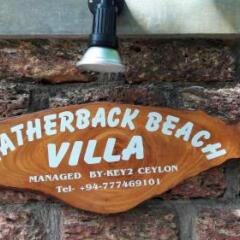 ATHERBACK BEACH
VILLA
MANAGED BY-KEY2 CEYLON
Tel- +94-777469101